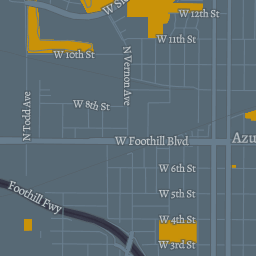 W Si
W 12th St
W 11th St
W 10th St
N Vernon Ave
N Todd Ave
W 8th St
W Foothill Blvd
Azu
W 6th St
W 5th St
Foothill Fwy
W 4th St
W 3rd St